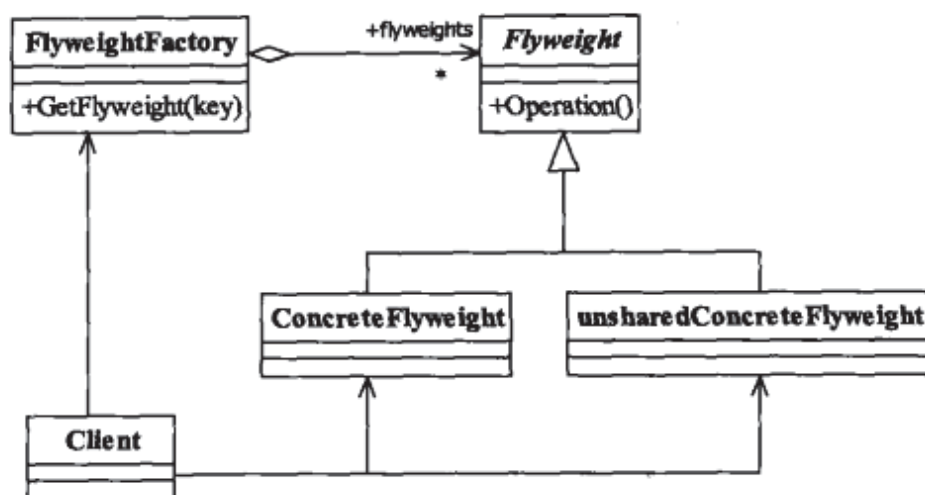 FlyweightFactory
+GetFlyweight(key)
+flyweights
*
Flyweight
+Operation()
ConcreteFlyweight
unsharedConcreteFlyweight
Client